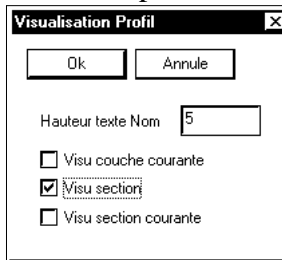 Visualisation Profil
Ok Annule
Hauteur texte Nom 5
Visu couche courante
Visu section
Visu section courante